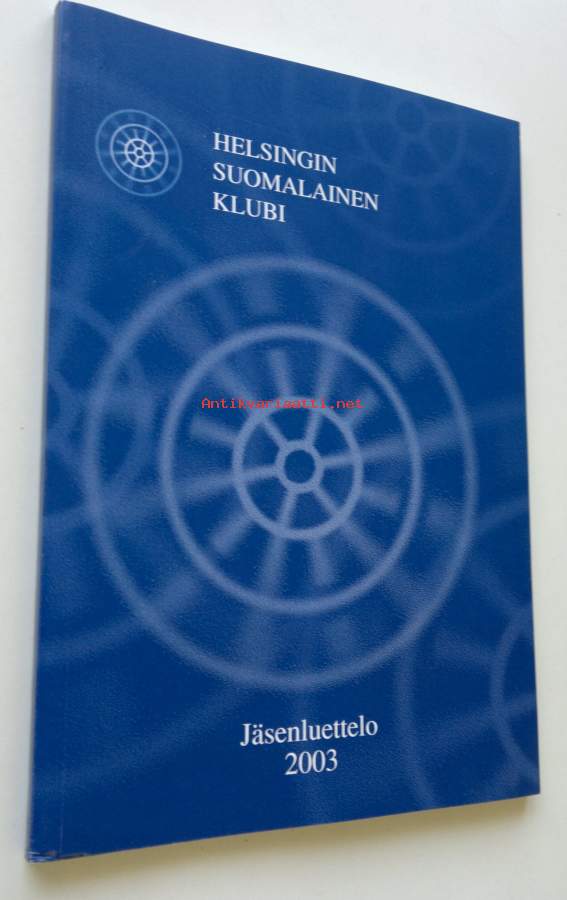 HELSINGIN
SUOMALAINEN
KLUBI
Antikvariaatti.net
Jäsenluettelo
2003